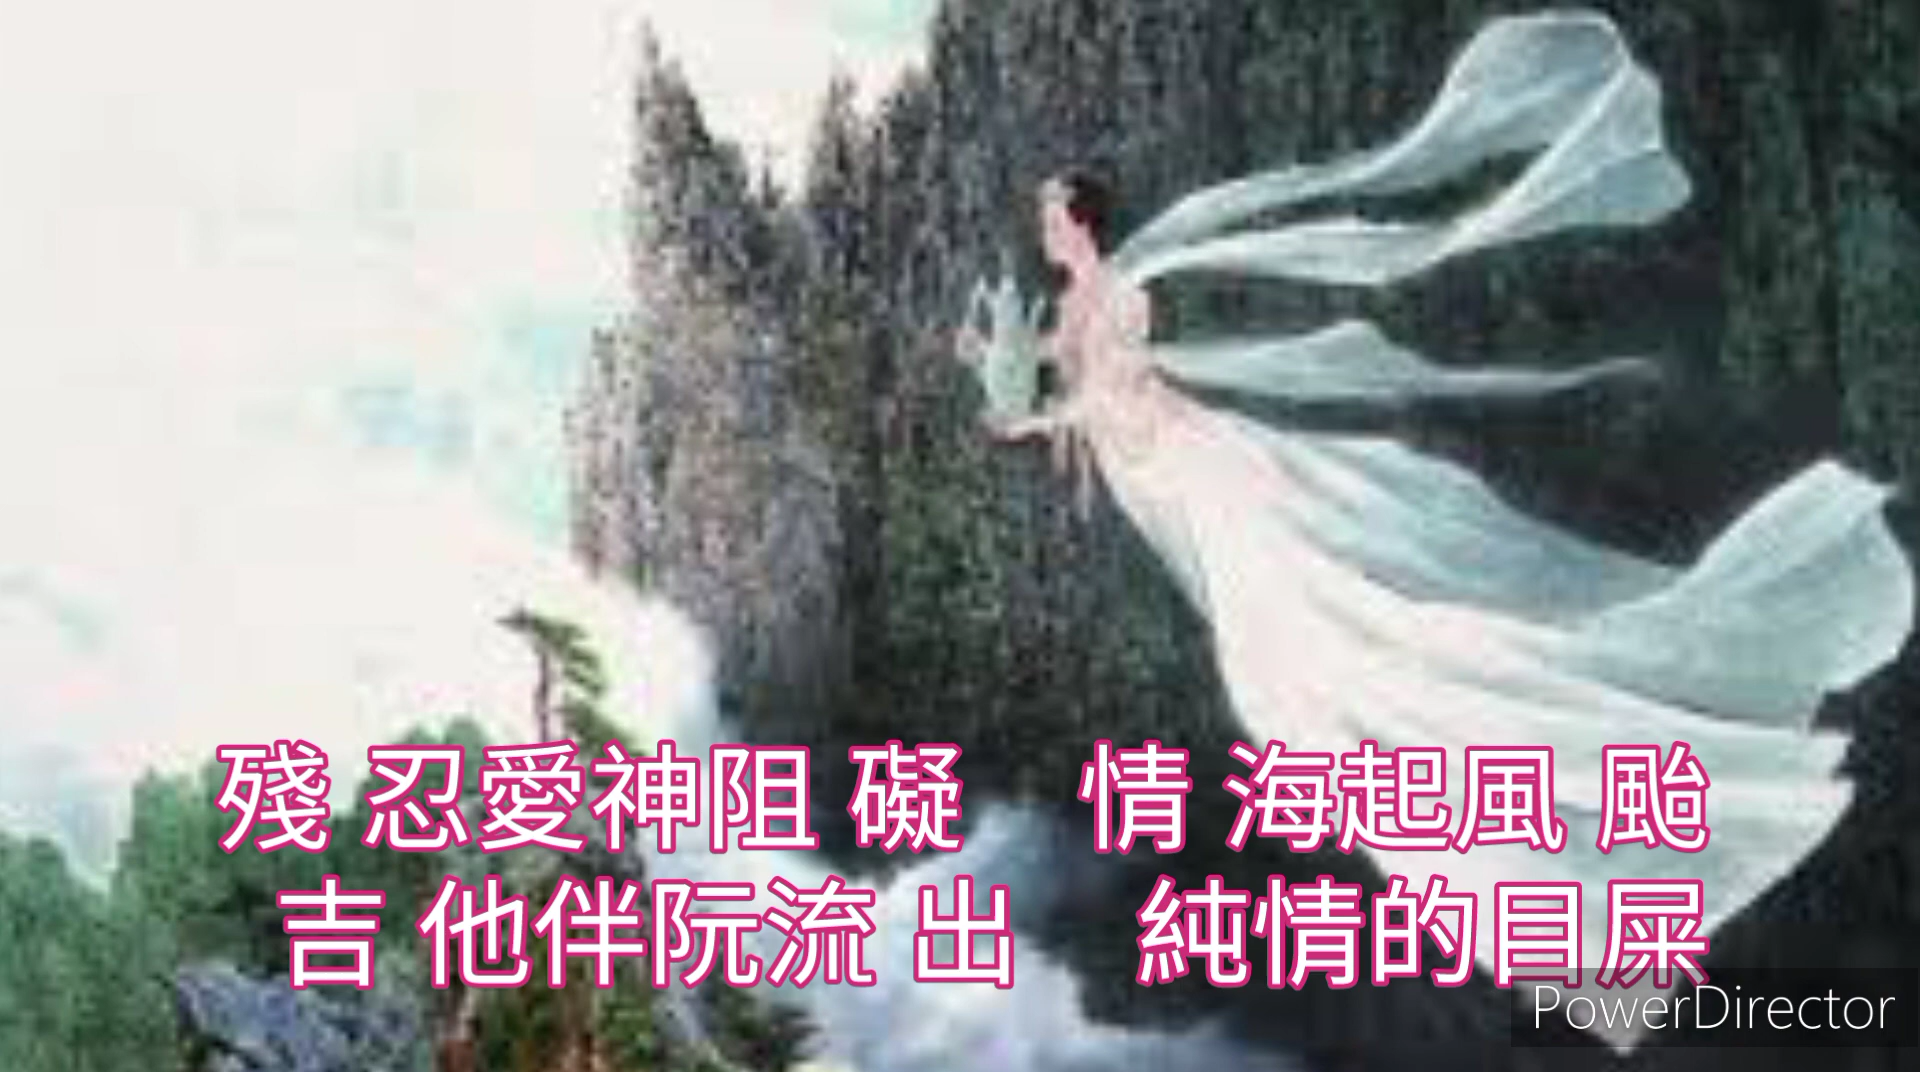 殘 忍愛神阻 礙 情 海起風 颱
吉 他伴阮流 出 純情的目屎
PowerDirector